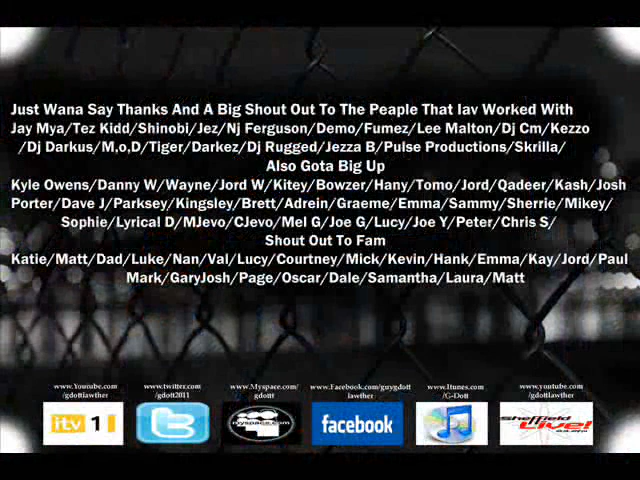 Just Wana Say Thanks And A Big Shout Out To The Peaple That Iav Worked With
Jay Mya/Tez Kidd/Shinobi/Jez/Nj Ferguson/Demo/Fumez/Lee Malton/Dj Cm/Kezzo
/Dj Darkus/M,o,D/Tiger/Darkez/Dj Rugged/Jezza B/Pulse Productions/Skrilla/
Also Gota Big Up
Kyle Owens/Danny W/Wayne/Jord W/Kitey/Bowzer/Hany/Tomo/Jord/Qadeer/Kash/Josh
Porter/Dave J/Parksey/Kingsley/Brett/Adrein/Graeme/Emma/Sammy/Sherrie/Mikey/
Sophie/Lyrical D/MJevo/CJevo/Mel G/Joe G/Lucy/Joe Y/Peter/Chris S/
Shout Out To Fam
Katie/Matt/Dad/Luke/Nan/Val/Lucy/Courtney/Mick/Kevin/Hank/Emma/Kay/Jord/Paul
Mark/GaryJosh/Page/Oscar/Dale/Samantha/Laura/Matt
www.Youtube.com/
gdottlawther
www.twitter.com/
gdott2011
www.Myspace.com/
gdott1
www.Facebook.com/guygdott
lawther
www.Itunes.com
/G-Dott
www.youtube.com/
gdottlawther
itv 1
myspace.com
facebook
Sheffield
Live!